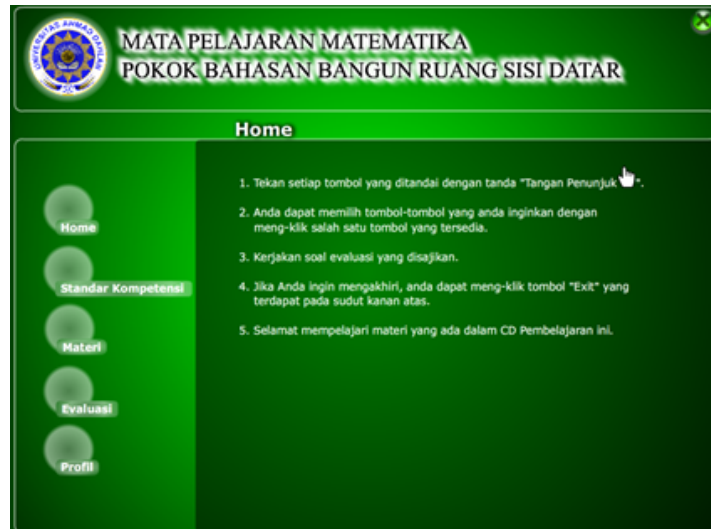 UNIVERSITAS AHMAD DAHLAN
MATA PELAJARAN MATEMATIKA
POKOK BAHASAN BANGUN RUANG SISI DATAR
Home
1. Tekan setiap tombol yang ditandai dengan tanda "Tangan Penunjuk ".
2. Anda dapat memilih tombol-tombol yang anda inginkan dengan
meng-klik salah satu tombol yang tersedia.
3. Kerjakan soal evaluasi yang disajikan.
4. Jika Anda ingin mengakhiri, anda dapat meng-klik tombol "Exit" yang
terdapat pada sudut kanan atas.
5. Selamat mempelajari materi yang ada dalam CD Pembelajaran ini.
Home
Standar Kompetensi
Materi
Evaluasi
Profil